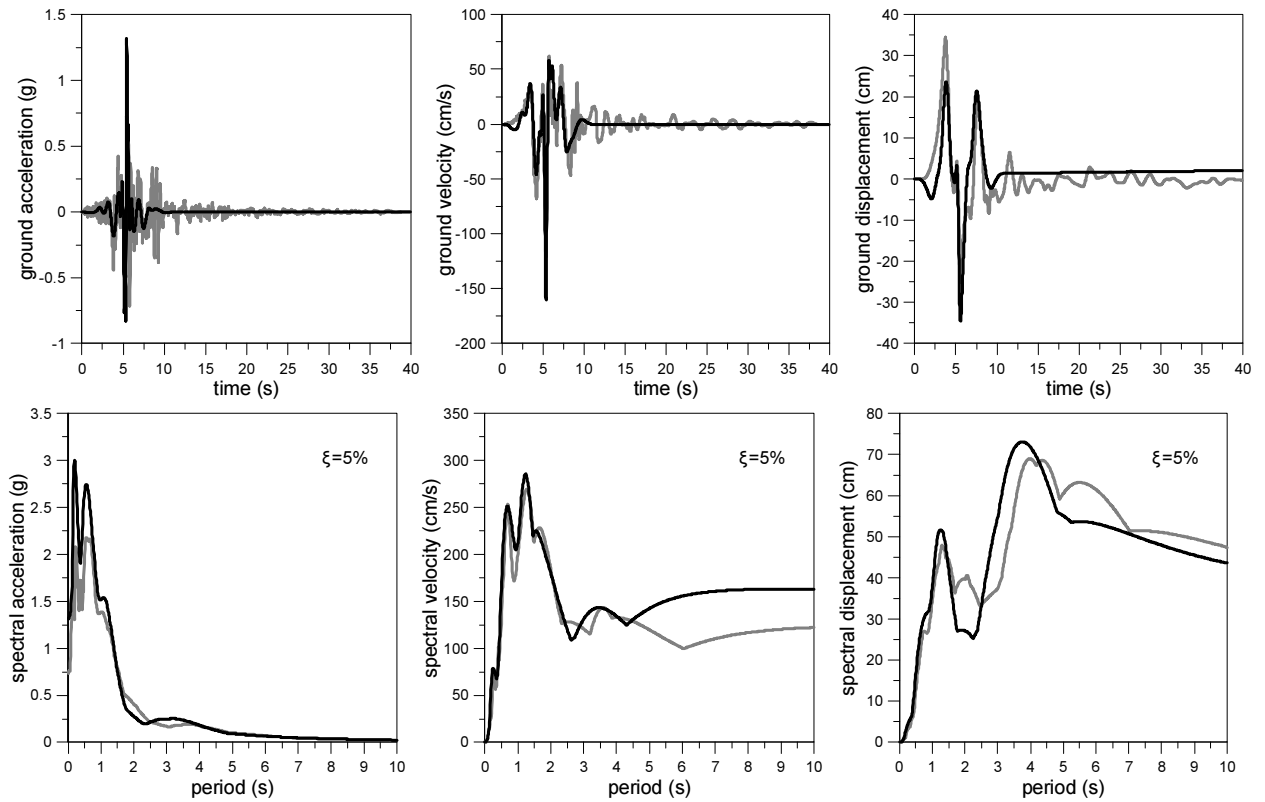 1.5
1
0.5
0
-0.5
-1
ground acceleration (g)
0 5 10 15 20 25 30 35 40
time (s)
100
50
0
-50
-100
-150
-200
ground velocity (cm/s)
0 5 10 15 20 25 30 35 40
time (s)
40
30
20
10
0
-10
-20
-30
-40
ground displacement (cm)
0 5 10 15 20 25 30 35 40
time (s)
3.5
3
2.5
2
1.5
1
0.5
0
spectral acceleration (g)
ξ=5%
0 1 2 3 4 5 6 7 8 9 10
period (s)
350
300
250
200
150
100
50
0
spectral velocity (cm/s)
ξ=5%
0 1 2 3 4 5 6 7 8 9 10
period (s)
80
70
60
50
40
30
20
10
0
spectral displacement (cm)
ξ=5%
0 1 2 3 4 5 6 7 8 9 10
period (s)